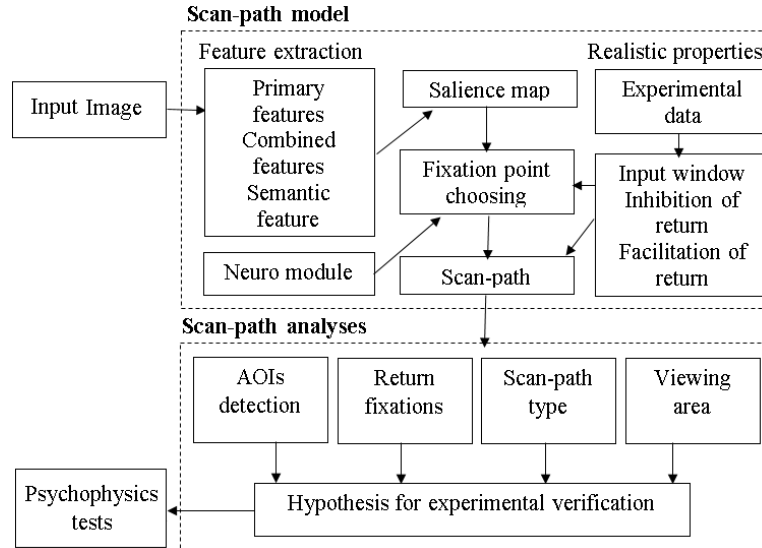 Scan-path model
Feature extraction
Realistic properties
Input Image
Primary
features
Combined
features
Semantic
feature
Salience map
Experimental
data
Fixation point
choosing
Input window
Inhibition of
return
Facilitation of
return
Neuro module
Scan-path
Scan-path analyses
AOIs
detection
Return
fixations
Scan-path
type
Viewing
area
Psychophysics
tests
Hypothesis for experimental verification